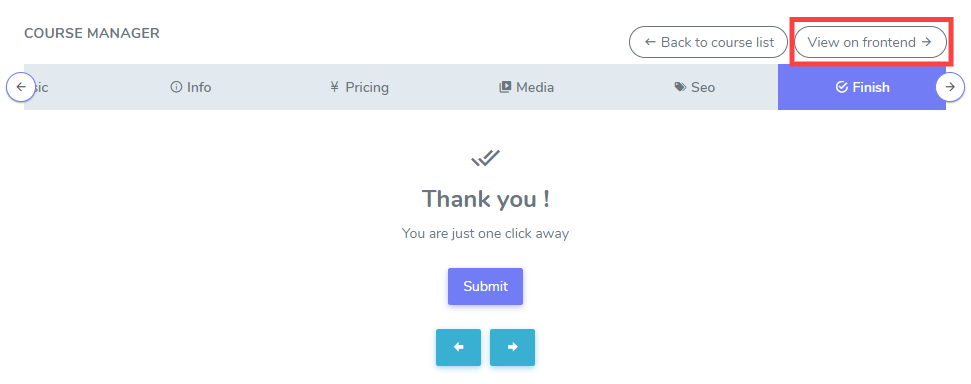 COURSE MANAGER
← Back to course list
View on frontend →
sic
Info
¥ Pricing
Media
Seo
Finish
Thank you !
You are just one click away
Submit